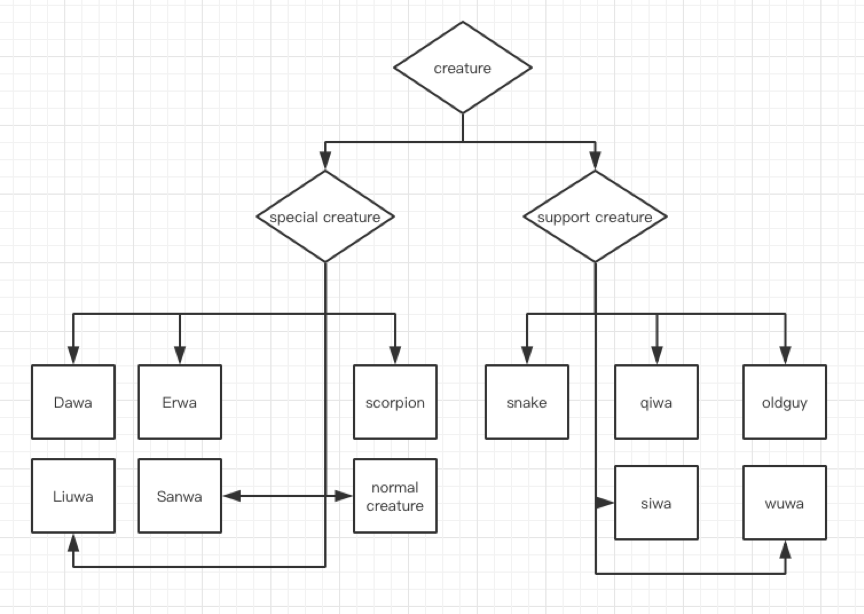 creature
special creature
support creature
Dawa
Erwa
scorpion
snake
qiwa
oldguy
Liuwa
Sanwa
normal
creature
siwa
wuwa